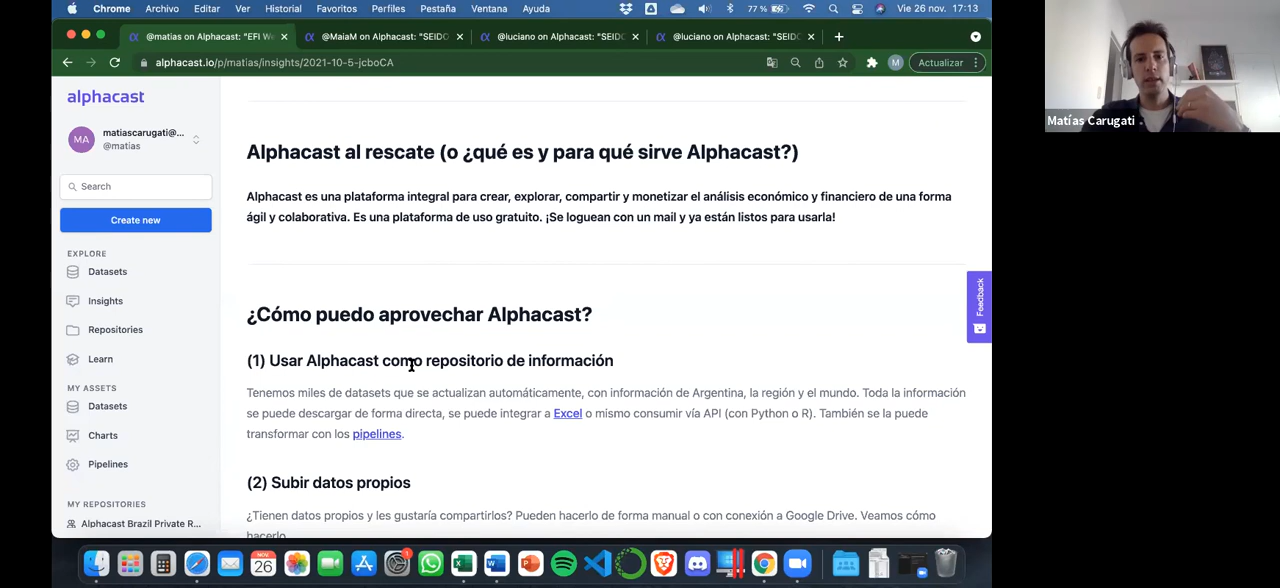 Chrome Archivo Editar Ver Historial Favoritos Perfiles Pestaña Ventana Ayuda 77 % Vie 26 nov. 17:13
@matias on Alphacast: "EFI We @MaiaM on Alphacast: "SEIDO @luciano on Alphacast: "SEIDO @luciano on Alphacast: "SEIDO
alphacast.io/p/matias/insights/2021-10-5-jcboCA M Actualizar
alphacast
MA
matiascarugati@...
@matias
Search
Create new
EXPLORE
Datasets
Insights
Repositories
Learn
MY ASSETS
Datasets
Charts
Pipelines
MY REPOSITORIES
Alphacast Brazil Private R...
Alphacast al rescate (o ¿qué es y para qué sirve Alphacast?)
Alphacast es una plataforma integral para crear, explorar, compartir y monetizar el análisis económico y financiero de una forma
ágil y colaborativa. Es una plataforma de uso gratuito. ¡Se loguean con un mail y ya están listos para usarla!
¿Cómo puedo aprovechar Alphacast?
(1) Usar Alphacast como repositorio de información
Tenemos miles de datasets que se actualizan automáticamente, con información de Argentina, la región y el mundo. Toda la información
se puede descargar de forma directa, se puede integrar a Excel o mismo consumir vía API (con Python o R). También se la puede
transformar con los pipelines.
(2) Subir datos propios
¿Tienen datos propios y les gustaría compartirlos? Pueden hacerlo de forma manual o con conexión a Google Drive. Veamos cómo
hacerlo.
Feedback
NOV.
26
1
Matías Carugati